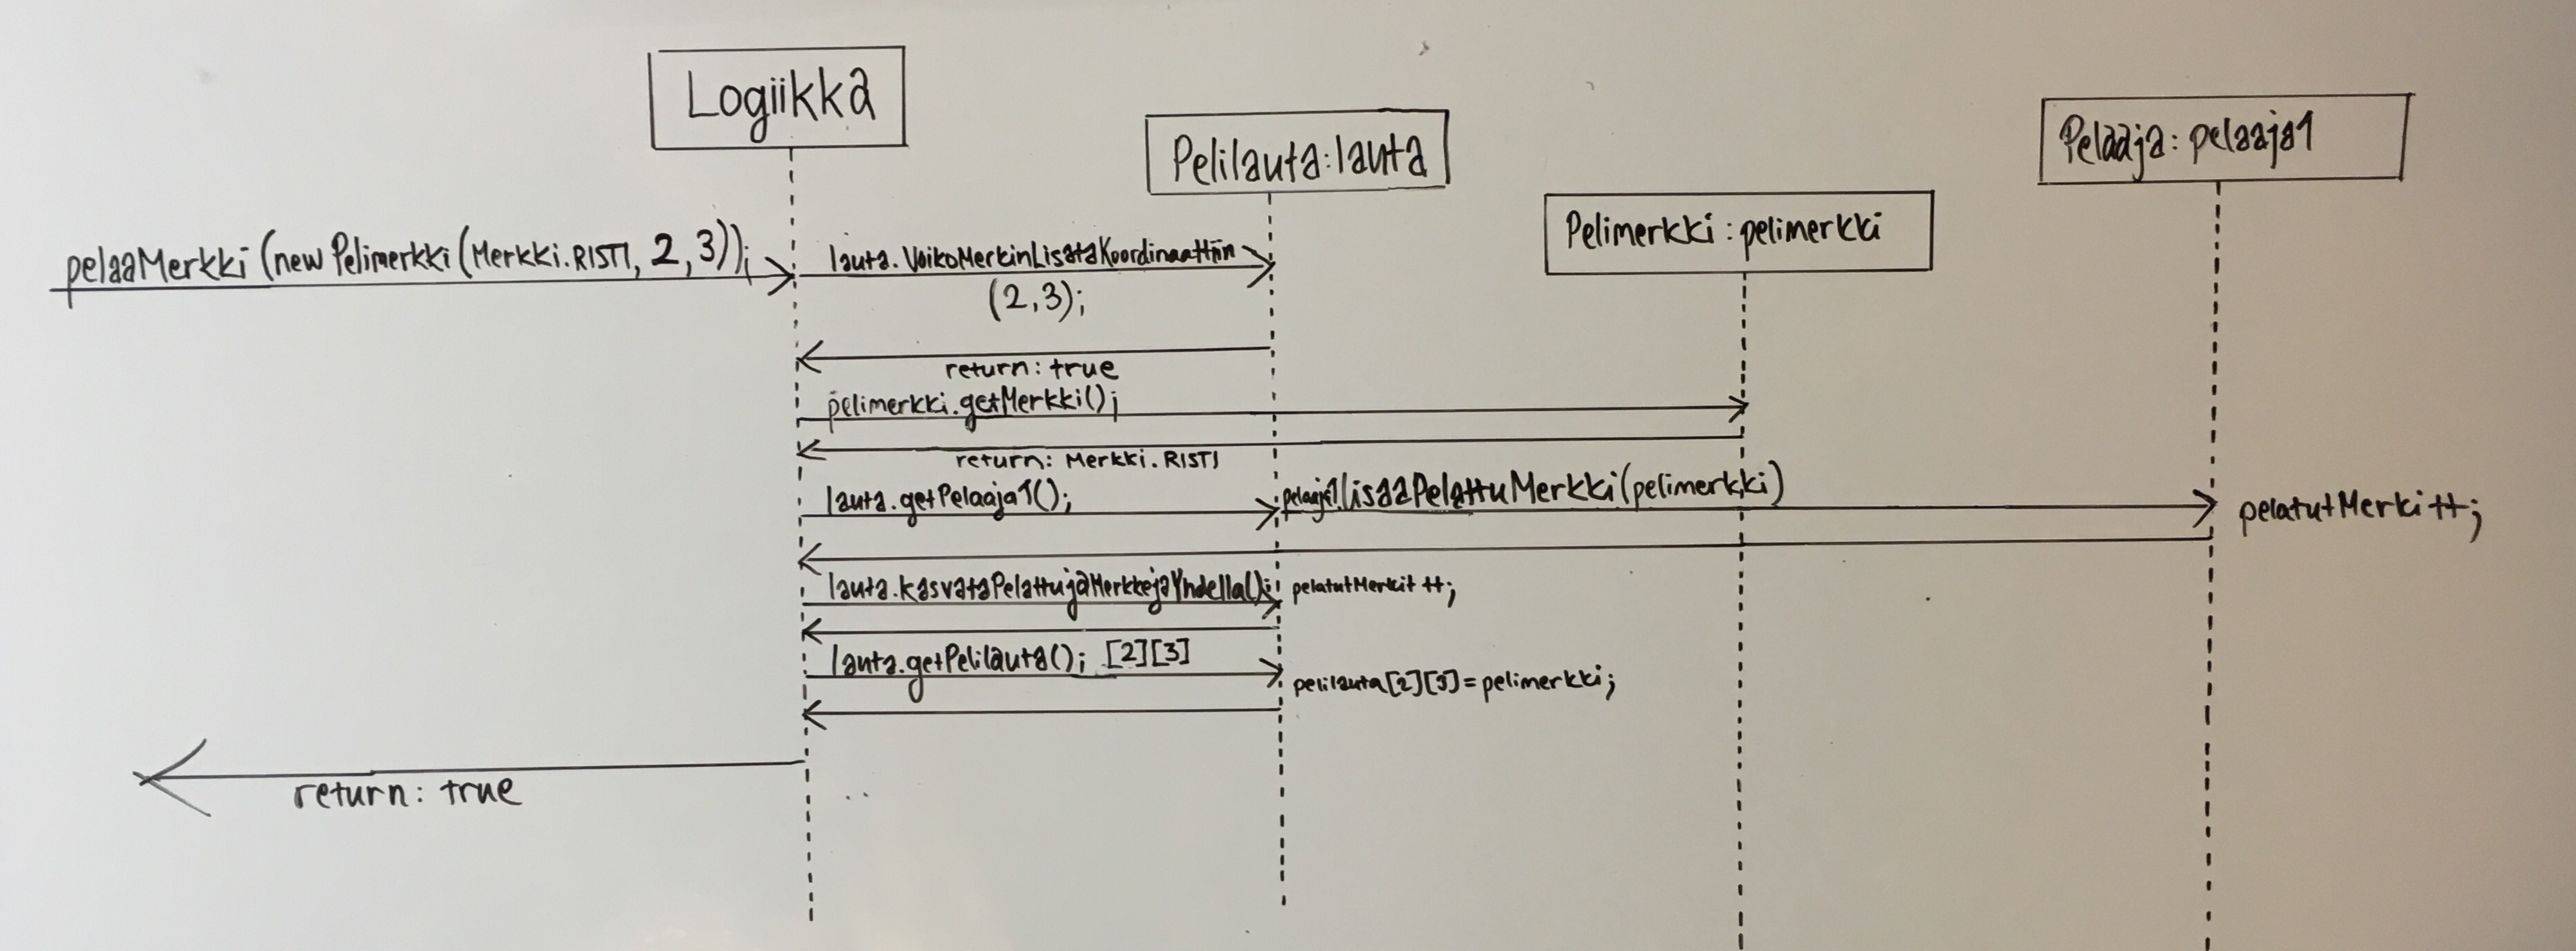 Logiikka
Pelilauta:lauta
Pelimerkki:pelimerkki
Pelaaja: pelaaja1
pelaaMerkki(new Pelimerkki(Merkki.RISTI, 2, 3));
lauta.VoikoMerkinLisataKoordinaattiin
(2,3);
return: true
pelimerkki.getMerkki();
return: Merkki.RISTI
lauta.getPelaaja1();
pelaaja1.lisaaPelattuMerkki(pelimerkki)
pelatutMerkitt++;
lauta.kasvataPelattujaMerkkejaYhdella();
pelatutMerkit ++;
lauta.getPelilauta(); [2][3]
pelilauta[2][3]=pelimerkki;
return: true